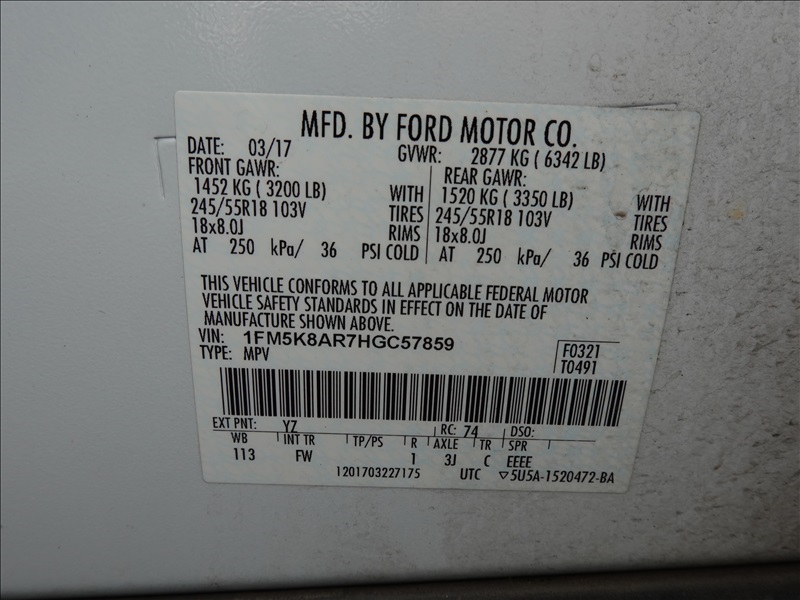 MFD. BY FORD MOTOR CO.
DATE: 03/17 GVWR: 2877 KG ( 6342 LB)
FRONT GAWR: REAR GAWR:
1452 KG ( 3200 LB) WITH 1520 KG ( 3350 LB) WITH
245/55R18 103V TIRES 245/55R18 103V TIRES
18x8.0J RIMS 18x8.0J RIMS
AT 250 kPa/ 36 PSI COLD AT 250 kPa/ 36 PSI COLD
THIS VEHICLE CONFORMS TO ALL APPLICABLE FEDERAL MOTOR
VEHICLE SAFETY STANDARDS IN EFFECT ON THE DATE OF
MANUFACTURE SHOWN ABOVE.
VIN: 1FM5K8AR7HGC57859 F0321
TYPE: MPV T0491
EXT PNT: YZ RC: 74 DSO:
WB INT TR TP/PS R AXLE TR SPR
113 FW 1 3J C EEEE
1201703227175 UTC ▽5U5A-1520472-BA